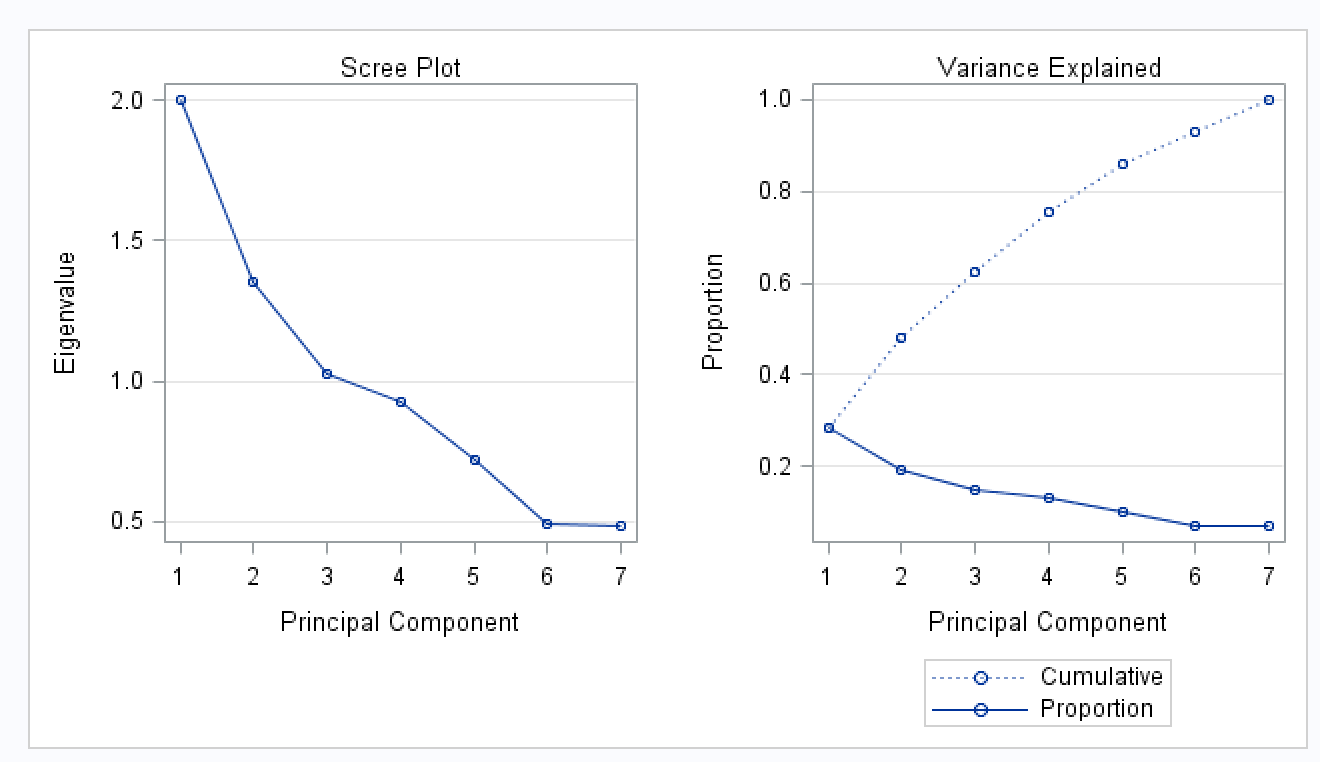 Scree Plot
2.0
1.5
1.0
0.5
Eigenvalue
1 2 3 4 5 6 7
Principal Component
Variance Explained
1.0
0.8
0.6
0.4
0.2
Proportion
1 2 3 4 5 6 7
Principal Component
Cumulative
Proportion